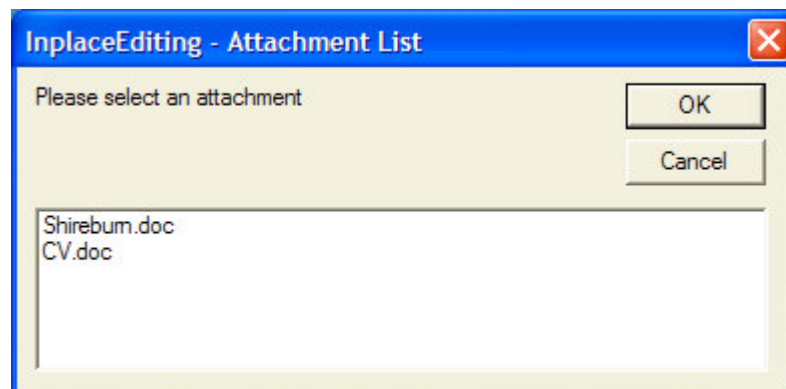 InplaceEditing - Attachment List
Please select an attachment
OK
Cancel
Shireburn.doc
CV.doc